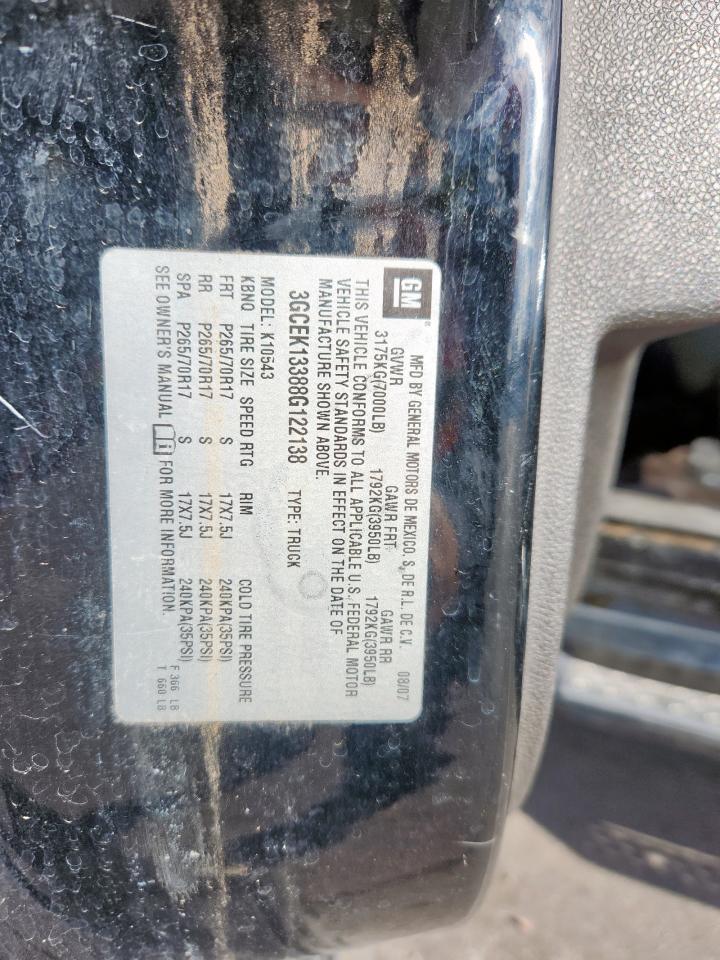 GM®
MFD BY GENERAL MOTORS DE MEXICO, S. DE R.L. DE C.V. 08/07
GVWR GAWR FRT GAWR RR
3175KG(7000LB) 1792KG(3950LB) 1792KG(3950LB)
THIS VEHICLE CONFORMS TO ALL APPLICABLE U.S. FEDERAL MOTOR
VEHICLE SAFETY STANDARDS IN EFFECT ON THE DATE OF
MANUFACTURE SHOWN ABOVE.
3GCEK13388G122138 TYPE: TRUCK
MODEL: K10543
KBNQ TIRE SIZE SPEED RTG RIM COLD TIRE PRESSURE
FRT P265/70R17 S 17X7.5J 240KPA(35PSI)
RR P265/70R17 S 17X7.5J 240KPA(35PSI)
SPA P265/70R17 S 17X7.5J 240KPA(35PSI)
SEE OWNER'S MANUAL i FOR MORE INFORMATION.
F 366 LB
T 660 LB